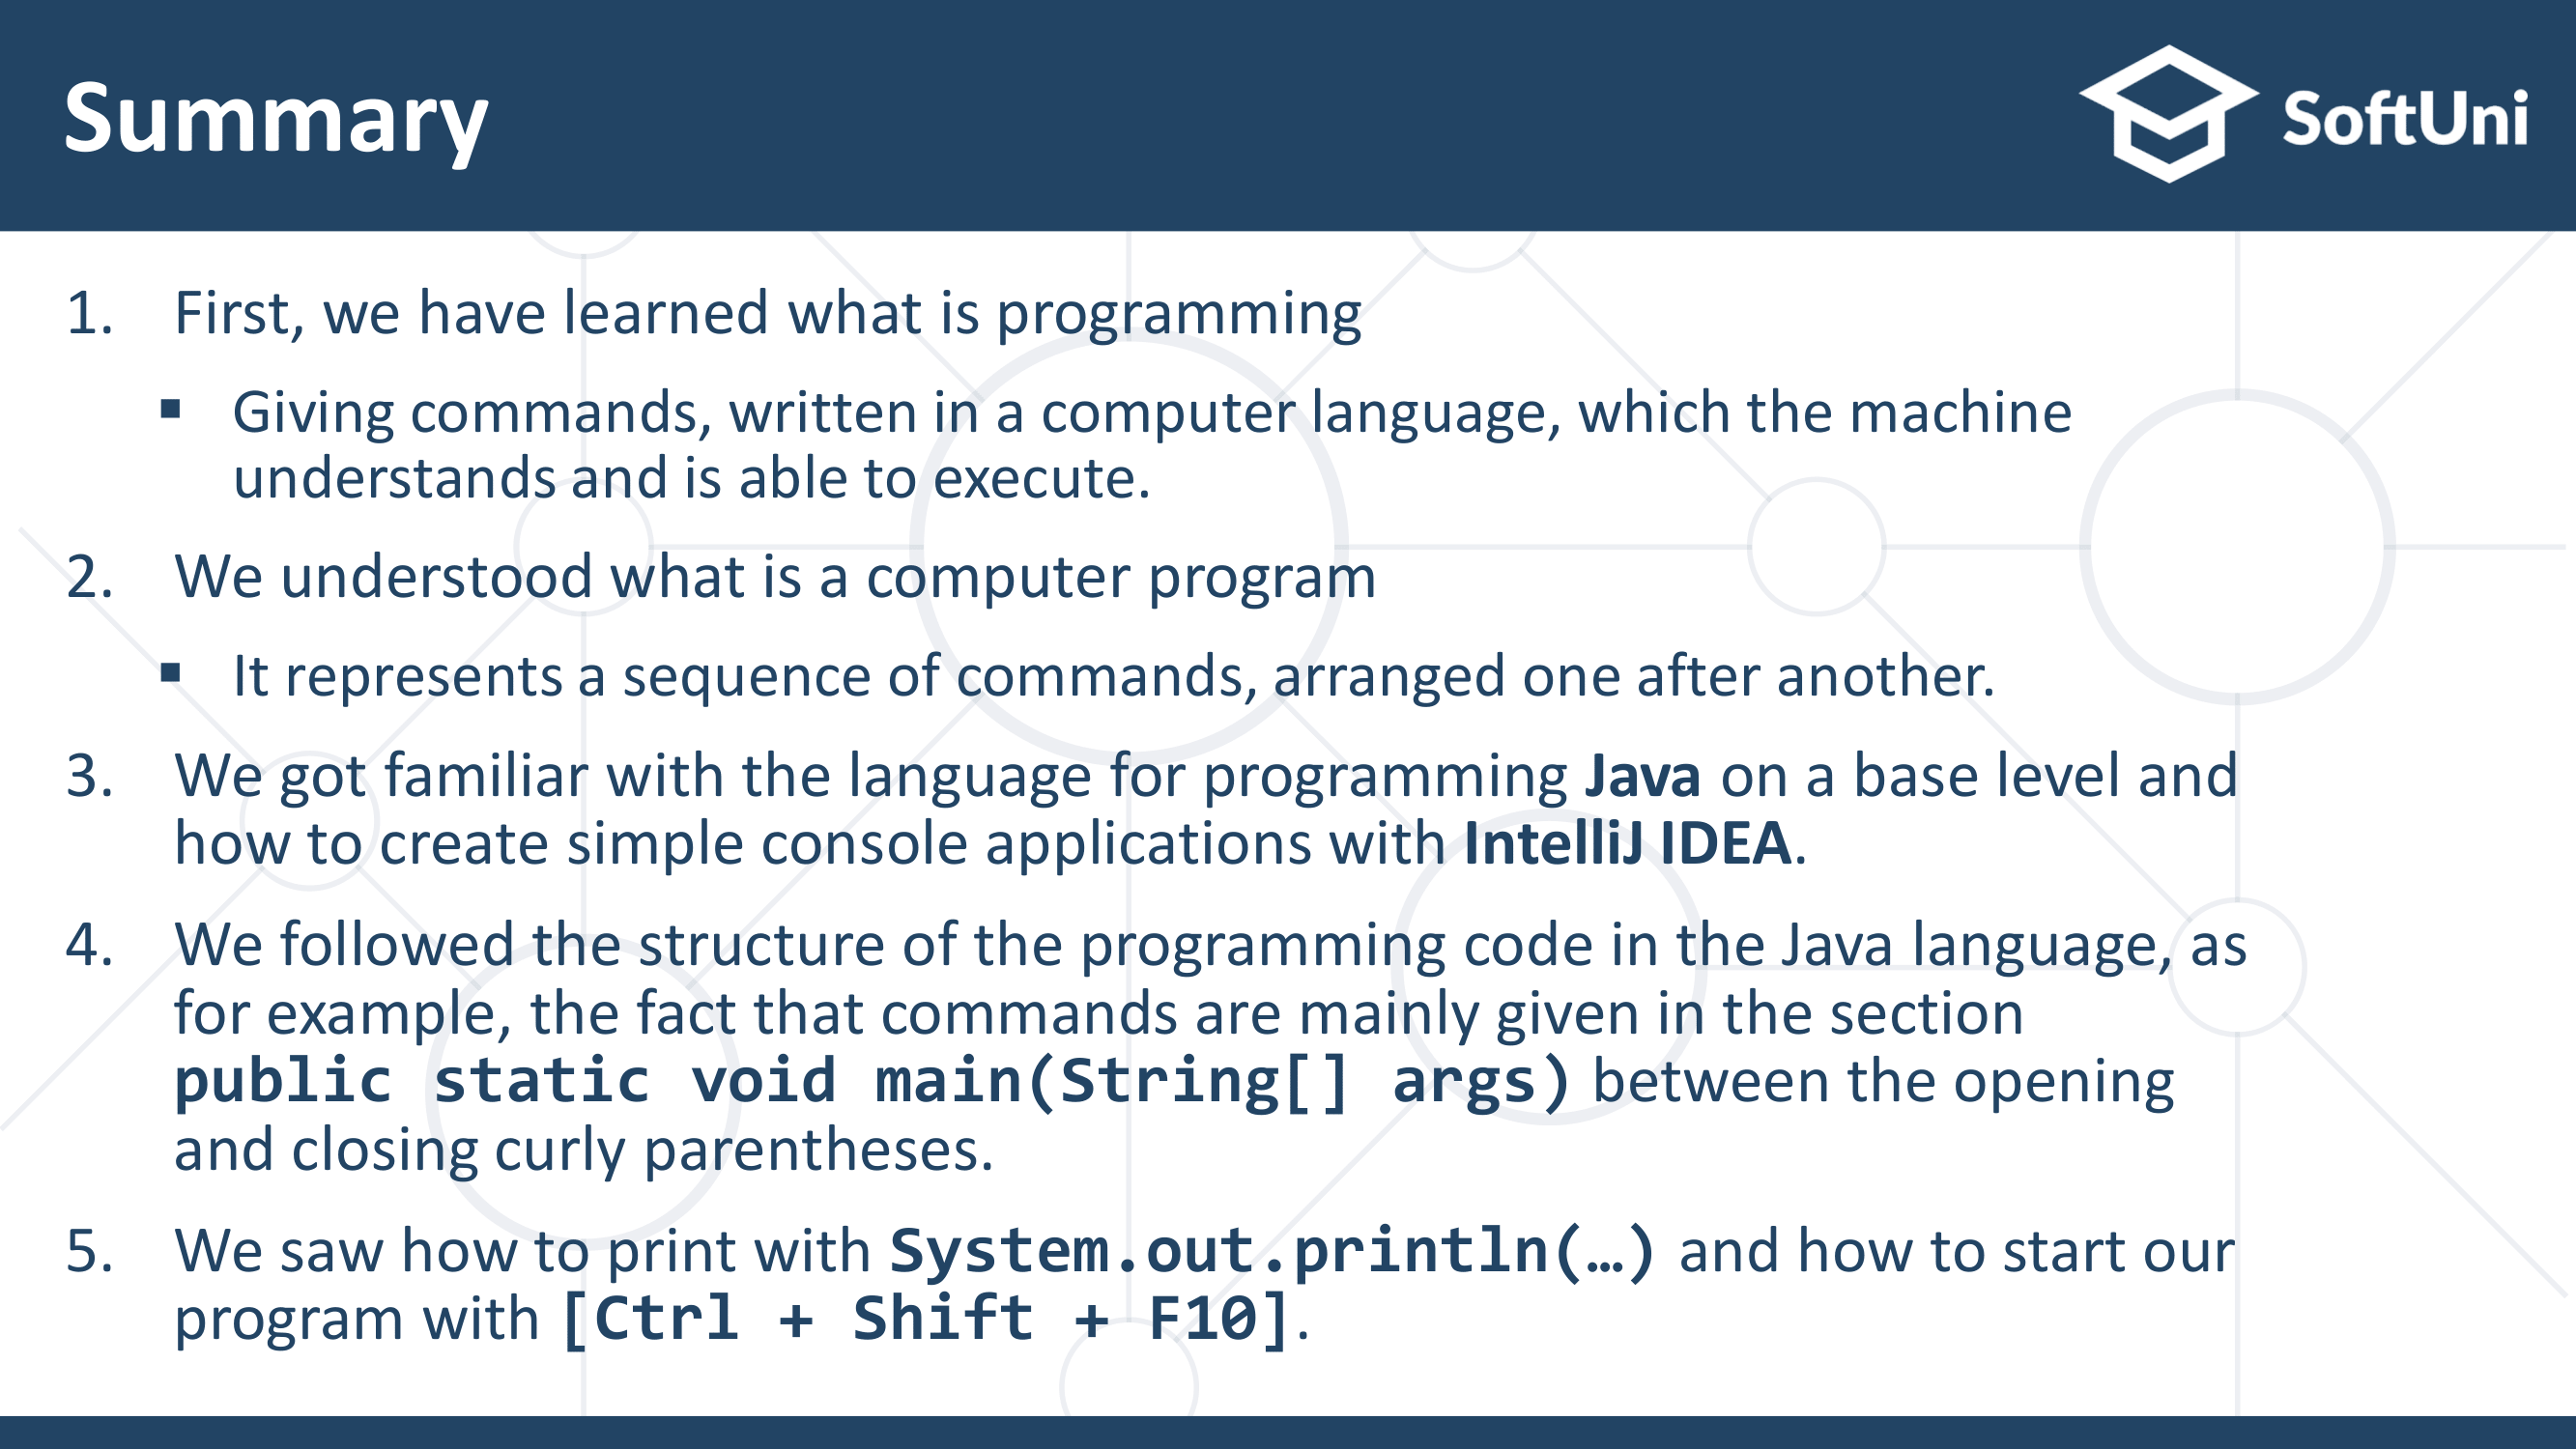 Summary
SoftUni
1. First, we have learned what is programming
▪ Giving commands, written in a computer language, which the machine
understands and is able to execute.
2. We understood what is a computer program
▪ It represents a sequence of commands, arranged one after another.
3. We got familiar with the language for programming Java on a base level and
how to create simple console applications with IntelliJ IDEA.
4. We followed the structure of the programming code in the Java language, as
for example, the fact that commands are mainly given in the section
public static void main(String[] args) between the opening
and closing curly parentheses.
5. We saw how to print with System.out.println(…) and how to start our
program with [Ctrl + Shift + F10].